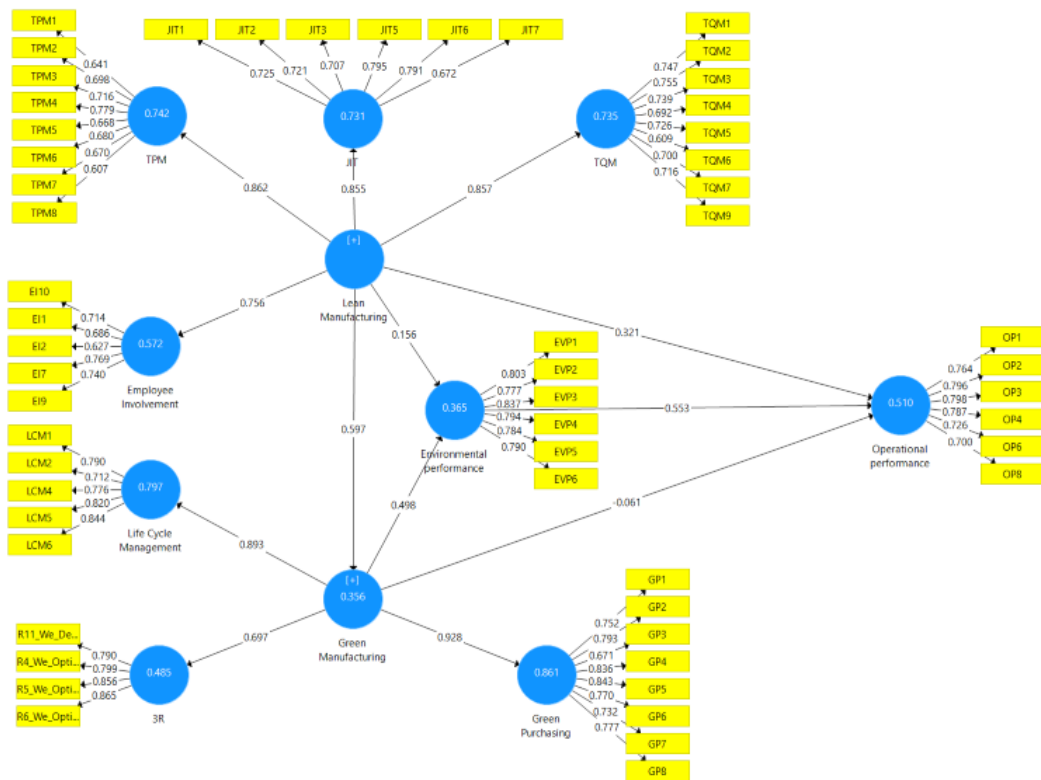 TPM1
TPM2
TPM3
TPM4
TPM5
TPM6
TPM7
TPM8
0.641
0.698
0.716
0.779
0.668
0.680
0.670
0.607
0.742
TPM
JIT1
JIT2
JIT3
JIT5
JIT6
JIT7
0.725
0.721
0.707
0.795
0.791
0.672
0.731
JIT
TQM1
TQM2
TQM3
TQM4
TQM5
TQM6
TQM7
TQM9
0.747
0.755
0.739
0.692
0.726
0.609
0.700
0.716
0.735
TQM
0.862
0.855
0.857
[+]
Lean
Manufacturing
0.756
0.156
0.321
0.597
EI10
EI1
EI2
EI7
EI9
0.714
0.686
0.627
0.769
0.740
0.572
Employee
Involvement
EVP1
EVP2
EVP3
EVP4
EVP5
EVP6
0.803
0.777
0.837
0.794
0.784
0.790
0.365
Environmental
performance
0.553
OP1
OP2
OP3
OP4
OP6
OP8
0.764
0.796
0.798
0.787
0.726
0.700
0.510
Operational
performance
LCM1
LCM2
LCM4
LCM5
LCM6
0.790
0.712
0.776
0.820
0.844
0.797
Life Cycle
Management
0.893
0.498
-0.061
[+]
0.356
Green
Manufacturing
0.697
0.928
R11_We_De...
R4_We_Opti...
R5_We_Opti...
R6_We_Opti...
0.790
0.799
0.856
0.865
0.485
3R
GP1
GP2
GP3
GP4
GP5
GP6
GP7
GP8
0.752
0.793
0.671
0.836
0.843
0.770
0.732
0.777
0.861
Green
Purchasing